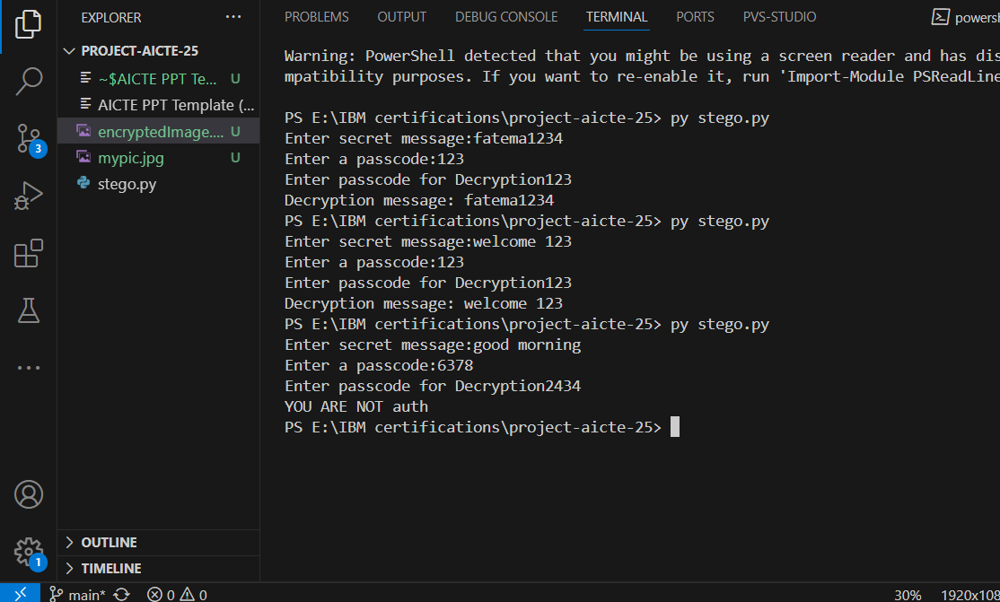 EXPLORER
PROJECT-AICTE-25
~$AICTE PPT Te... U
AICTE PPT Template (...
encryptedImage.... U
mypic.jpg U
stego.py
3
1
OUTLINE
TIMELINE
PROBLEMS OUTPUT DEBUG CONSOLE TERMINAL PORTS PVS-STUDIO powersh
Warning: PowerShell detected that you might be using a screen reader and has dis
mpatibility purposes. If you want to re-enable it, run 'Import-Module PSReadLine
PS E:\IBM certifications\project-aicte-25> py stego.py
Enter secret message:fatema1234
Enter a passcode:123
Enter passcode for Decryption123
Decryption message: fatema1234
PS E:\IBM certifications\project-aicte-25> py stego.py
Enter secret message:welcome 123
Enter a passcode:123
Enter passcode for Decryption123
Decryption message: welcome 123
PS E:\IBM certifications\project-aicte-25> py stego.py
Enter secret message:good morning
Enter a passcode:6378
Enter passcode for Decryption2434
YOU ARE NOT auth
PS E:\IBM certifications\project-aicte-25>
main* 0 0 30% 1920x108